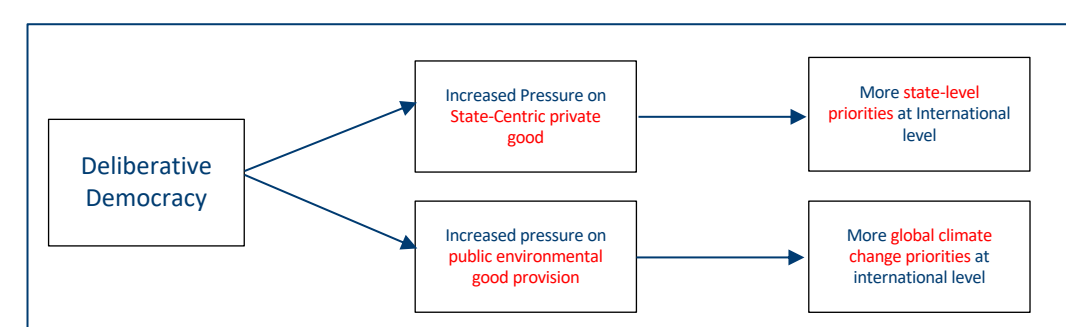 Deliberative
Democracy
Increased Pressure on
State-Centric private
good
More state-level
priorities at International
level
Increased pressure on
public environmental
good provision
More global climate
change priorities at
international level